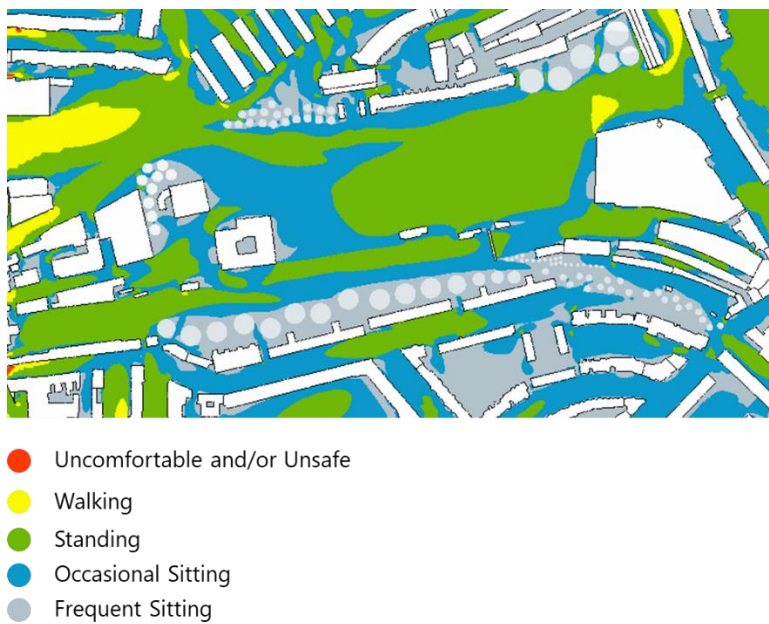 Uncomfortable and/or Unsafe
Walking
Standing
Occasional Sitting
Frequent Sitting